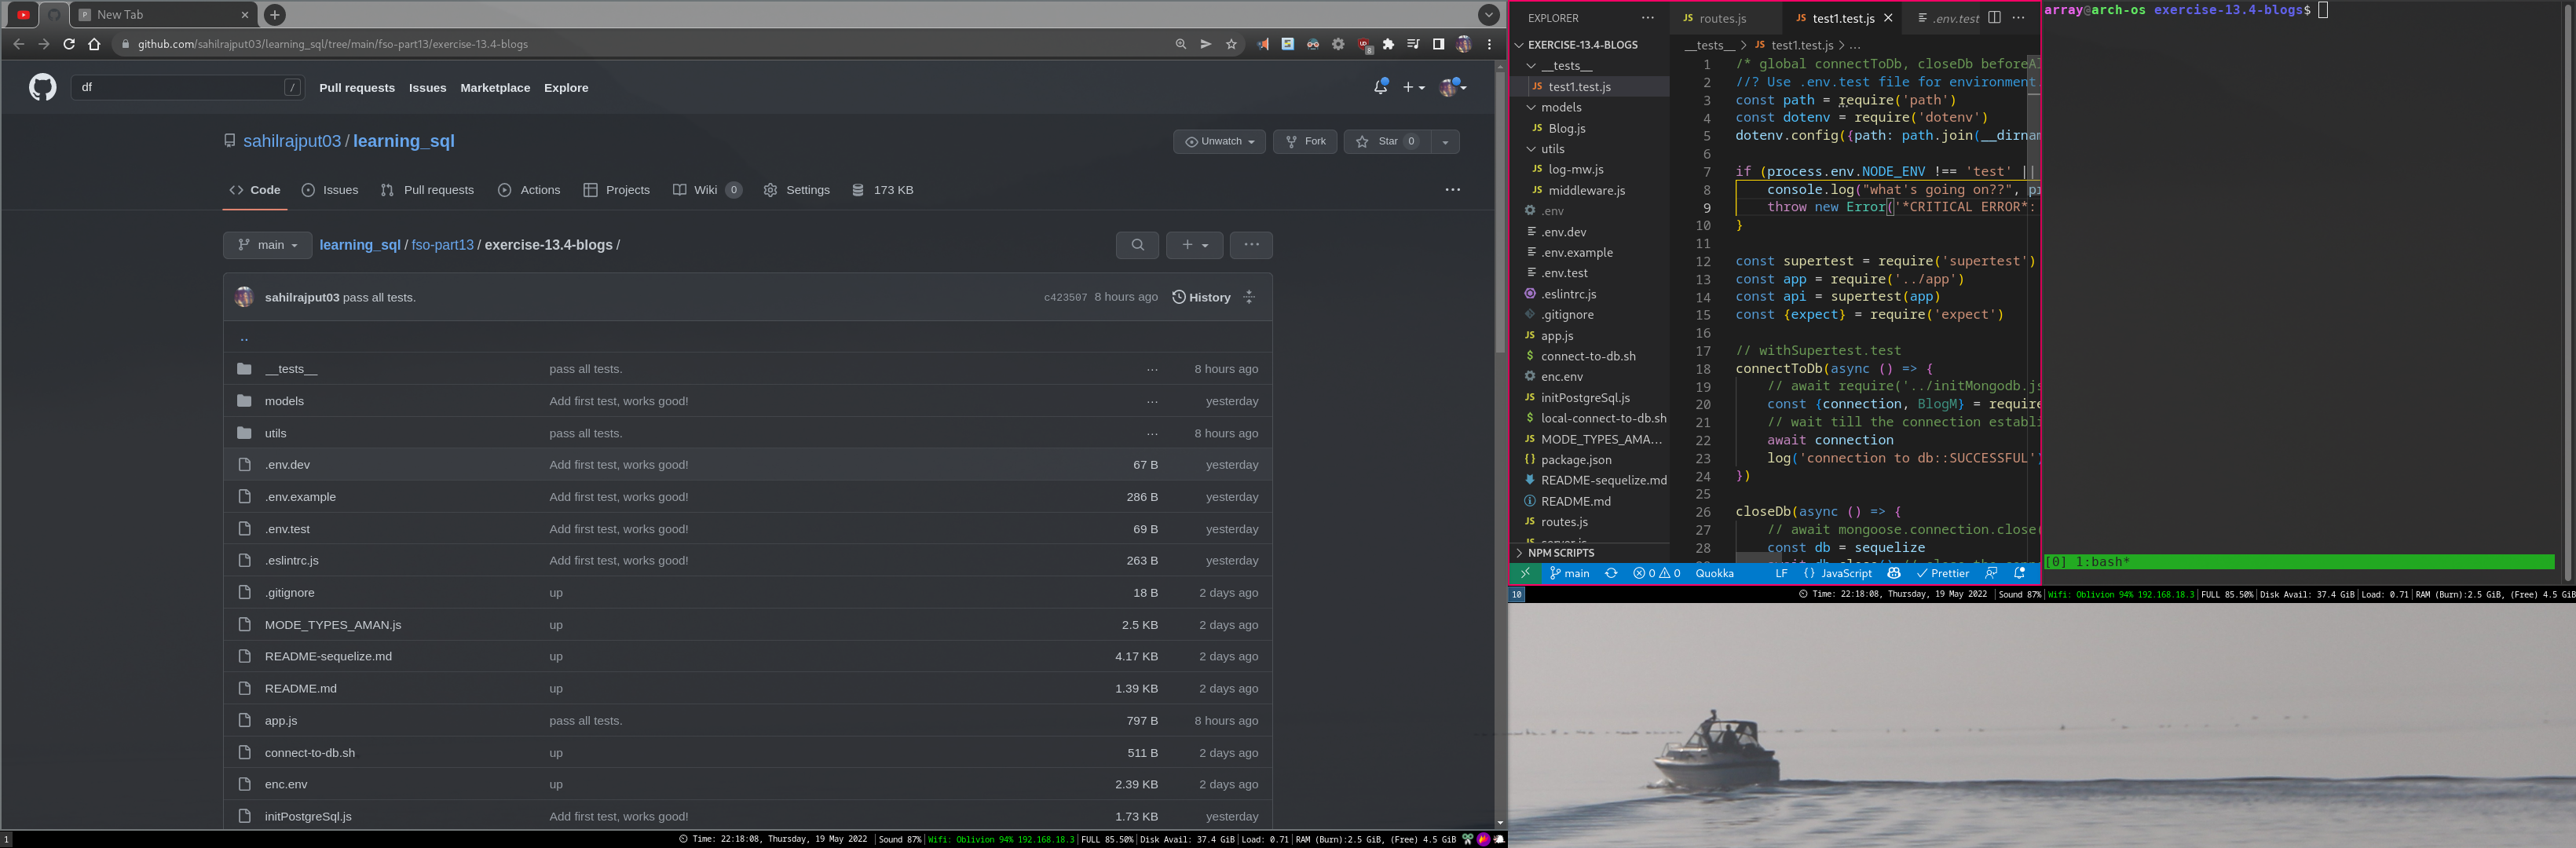 New Tab
github.com/sahilrajput03/learning_sql/tree/main/fso-part13/exercise-13.4-blogs
df
/
Pull requests Issues Marketplace Explore
sahilrajput03 / learning_sql
Unwatch Fork Star 0
Code Issues Pull requests Actions Projects Wiki 0 Settings 173 KB
main learning_sql / fso-part13 / exercise-13.4-blogs /
sahilrajput03 pass all tests. c423507 8 hours ago History
..
__tests__ pass all tests. 8 hours ago
models Add first test, works good! yesterday
utils pass all tests. 8 hours ago
.env.dev Add first test, works good! 67 B yesterday
.env.example Add first test, works good! 286 B yesterday
.env.test Add first test, works good! 69 B yesterday
.eslintrc.js Add first test, works good! 263 B yesterday
.gitignore up 18 B 2 days ago
MODE_TYPES_AMAN.js up 2.5 KB 2 days ago
README-sequelize.md up 4.17 KB 2 days ago
README.md up 1.39 KB 2 days ago
app.js pass all tests. 797 B 8 hours ago
connect-to-db.sh up 511 B 2 days ago
enc.env up 2.39 KB 2 days ago
initPostgreSql.js Add first test, works good! 1.73 KB yesterday
1 Time: 22:18:08, Thursday, 19 May 2022 | Sound 87% | Wifi: Oblivion 94% 192.168.18.3 | FULL 85.50% | Disk Avail: 37.4 GiB | Load: 0.71 | RAM (Burn):2.5 GiB, (Free) 4.5 GiB
EXPLORER
EXERCISE-13.4-BLOGS
__tests__
test1.test.js
models
Blog.js
utils
log-mw.js
middleware.js
.env
.env.dev
.env.example
.env.test
.eslintrc.js
.gitignore
app.js
connect-to-db.sh
enc.env
initPostgreSql.js
local-connect-to-db.sh
MODE_TYPES_AMA...
package.json
README-sequelize.md
README.md
routes.js
server.js
NPM SCRIPTS
routes.js test1.test.js .env.test
__tests__ > test1.test.js > ...
1 /* global connectToDb, closeDb beforeA
2 //? Use .env.test file for environment
3 const path = require('path')
4 const dotenv = require('dotenv')
5 dotenv.config({path: path.join(__dirnam
6
7 if (process.env.NODE_ENV !== 'test' ||
8 console.log("what's going on??", pr
9 throw new Error('*CRITICAL ERROR*:
10 }
11
12 const supertest = require('supertest')
13 const app = require('../app')
14 const api = supertest(app)
15 const {expect} = require('expect')
16
17 // withSupertest.test
18 connectToDb(async () => {
19 // await require('../initMongodb.js
20 const {connection, BlogM} = require
21 // wait till the connection establi
22 await connection
23 log('connection to db::SUCCESSFUL')
24 })
25
26 closeDb(async () => {
27 // await mongoose.connection.close(
28 const db = sequelize
main 0 0 Quokka LF {} JavaScript Prettier
array@arch-os exercise-13.4-blogs$
[0] 1:bash*
10 Time: 22:18:08, Thursday, 19 May 2022 | Sound 87% | Wifi: Oblivion 94% 192.168.18.3 | FULL 85.50% | Disk Avail: 37.4 GiB | Load: 0.71 | RAM (Burn):2.5 GiB, (Free) 4.5 GiB